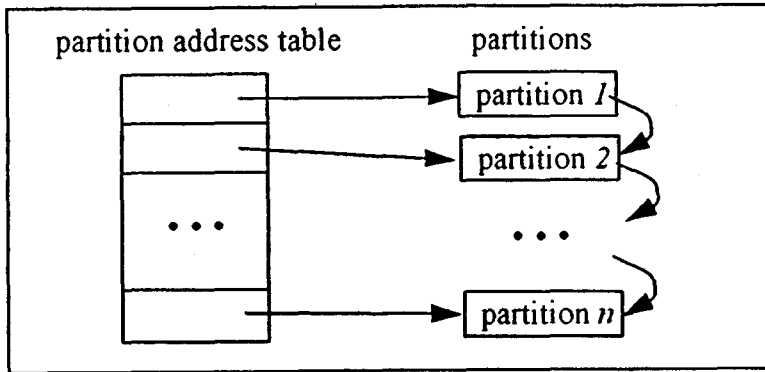 partition address table
partitions
partition 1
partition 2
• • •
• • •
partition n